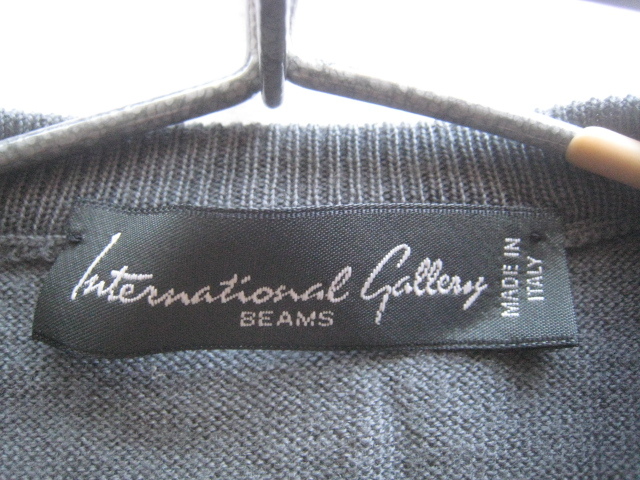 International Gallery
BEAMS
MADE IN
ITALY